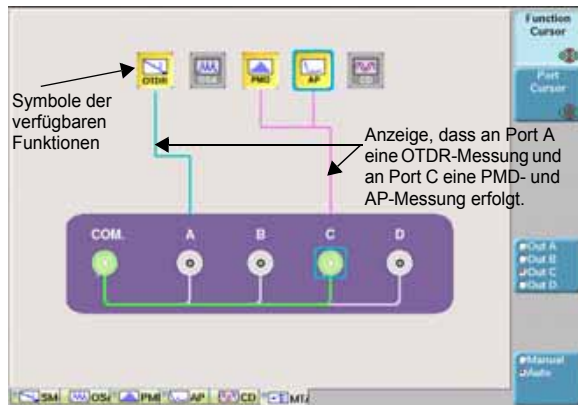 Function
Cursor
OTDR
PMD
AP
CD
Port
Cursor
Symbole der
verfügbaren
Funktionen
Anzeige, dass an Port A
eine OTDR-Messung und
an Port C eine PMD- und
AP-Messung erfolgt.
COM.
A
B
C
D
Out A
Out B
Out C
Out D
Manual
Auto
SM
OSA
PMD
AP
CD
MTA